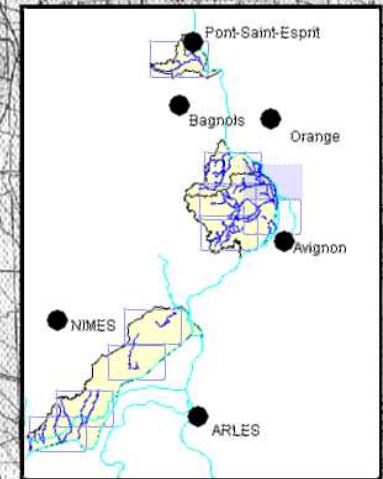 Pont-Saint-Esprit
Bagnols
Orange
Avignon
NIMES
ARLES